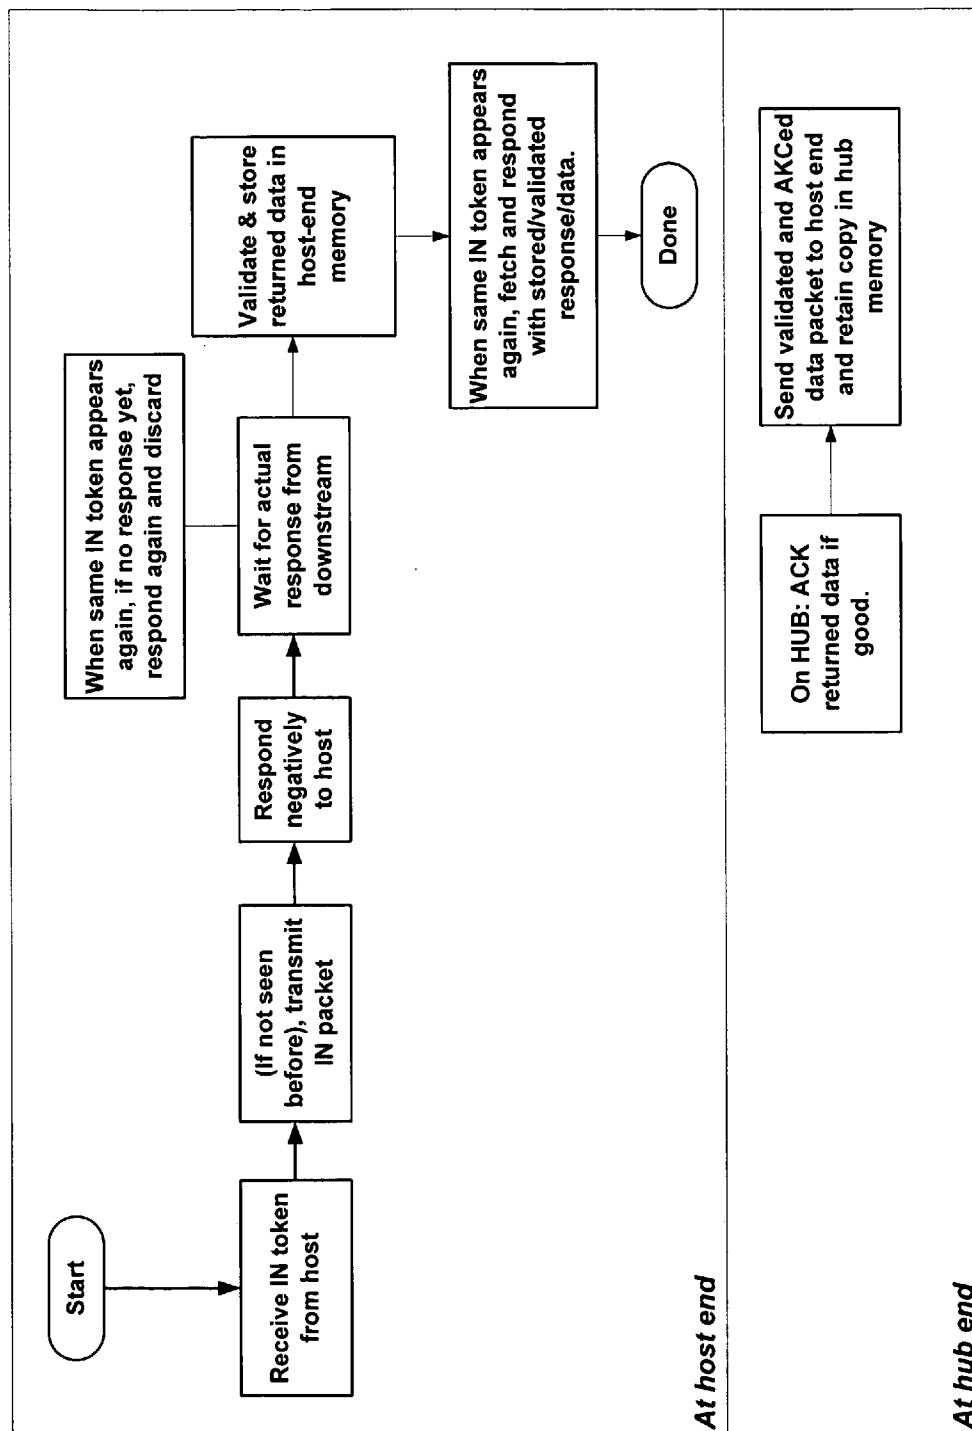 Start
Receive IN token
from host
(If not seen
before), transmit
IN packet
Respond
negatively
to host
When same IN token appears
again, if no response yet,
respond again and discard
Wait for actual
response from
downstream
Validate & store
returned data in
host-end
memory
When same IN token appears
again, fetch and respond
with stored/validated
response/data.
Done
At host end
On HUB: ACK
returned data if
good.
Send validated and AKCed
data packet to host end
and retain copy in hub
memory
At hub end